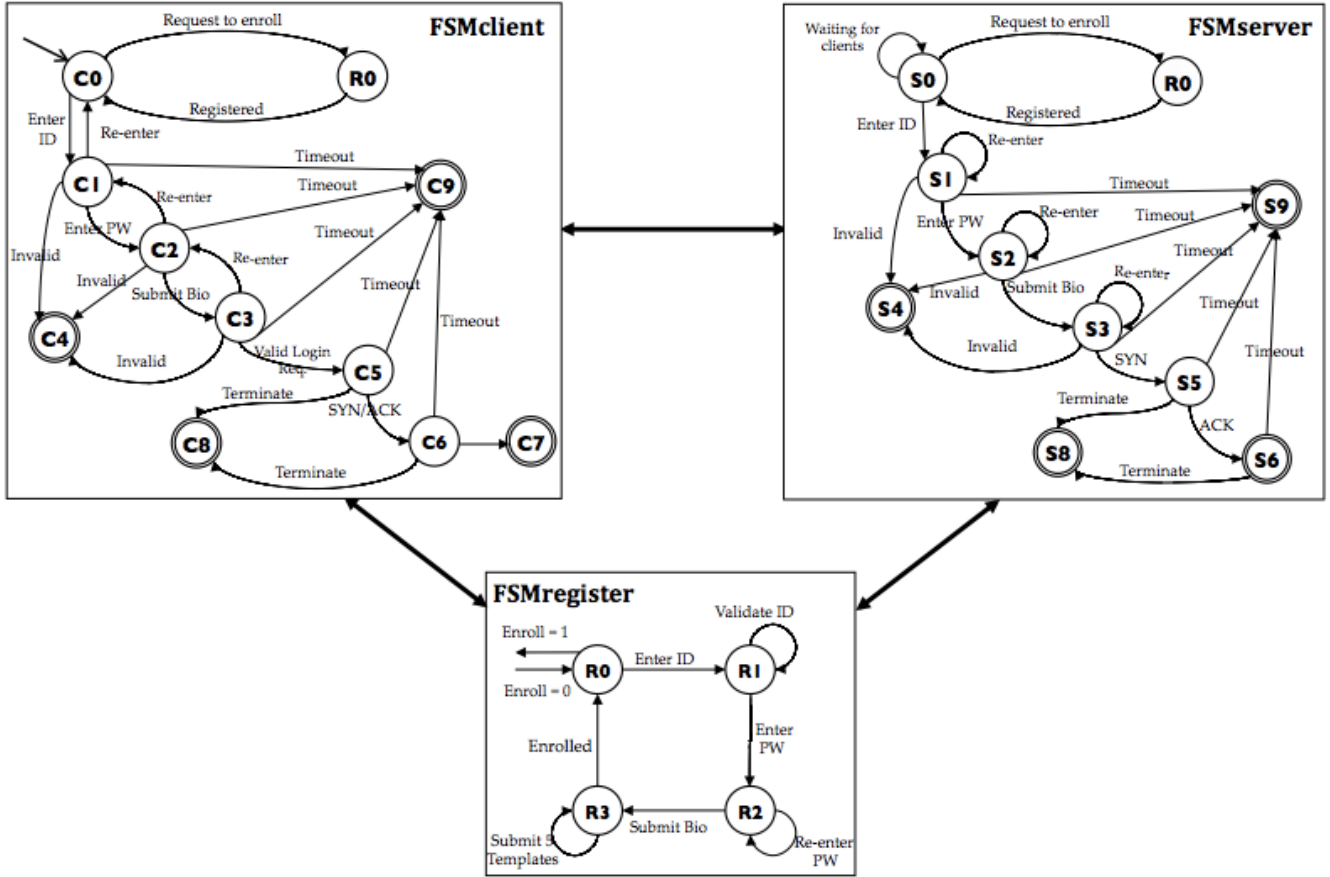 FSMclient
Request to enroll
C0
R0
Registered
Enter
ID
Re-enter
Timeout
C1
C9
Timeout
Re-enter
Enter PW
Timeout
Invalid
C2
Re-enter
Invalid
Submit Bio
Timeout
C3
Timeout
C4
Valid Login
Req.
Invalid
C5
Terminate
SYN/ACK
C8
C6
C7
Terminate
FSMserver
Waiting for
clients
Request to enroll
S0
R0
Registered
Enter ID
Re-enter
S1
Timeout
S9
Enter PW
Re-enter
Timeout
Invalid
S2
Timeout
Re-enter
Invalid
Submit Bio
S4
S3
Timeout
Invalid
SYN
Timeout
S5
Terminate
ACK
S8
Terminate
S6
FSMregister
Validate ID
Enroll = 1
R0
Enter ID
R1
Enroll = 0
Enter
PW
Enrolled
R3
Submit Bio
R2
Submit 5
Templates
Re-enter
PW